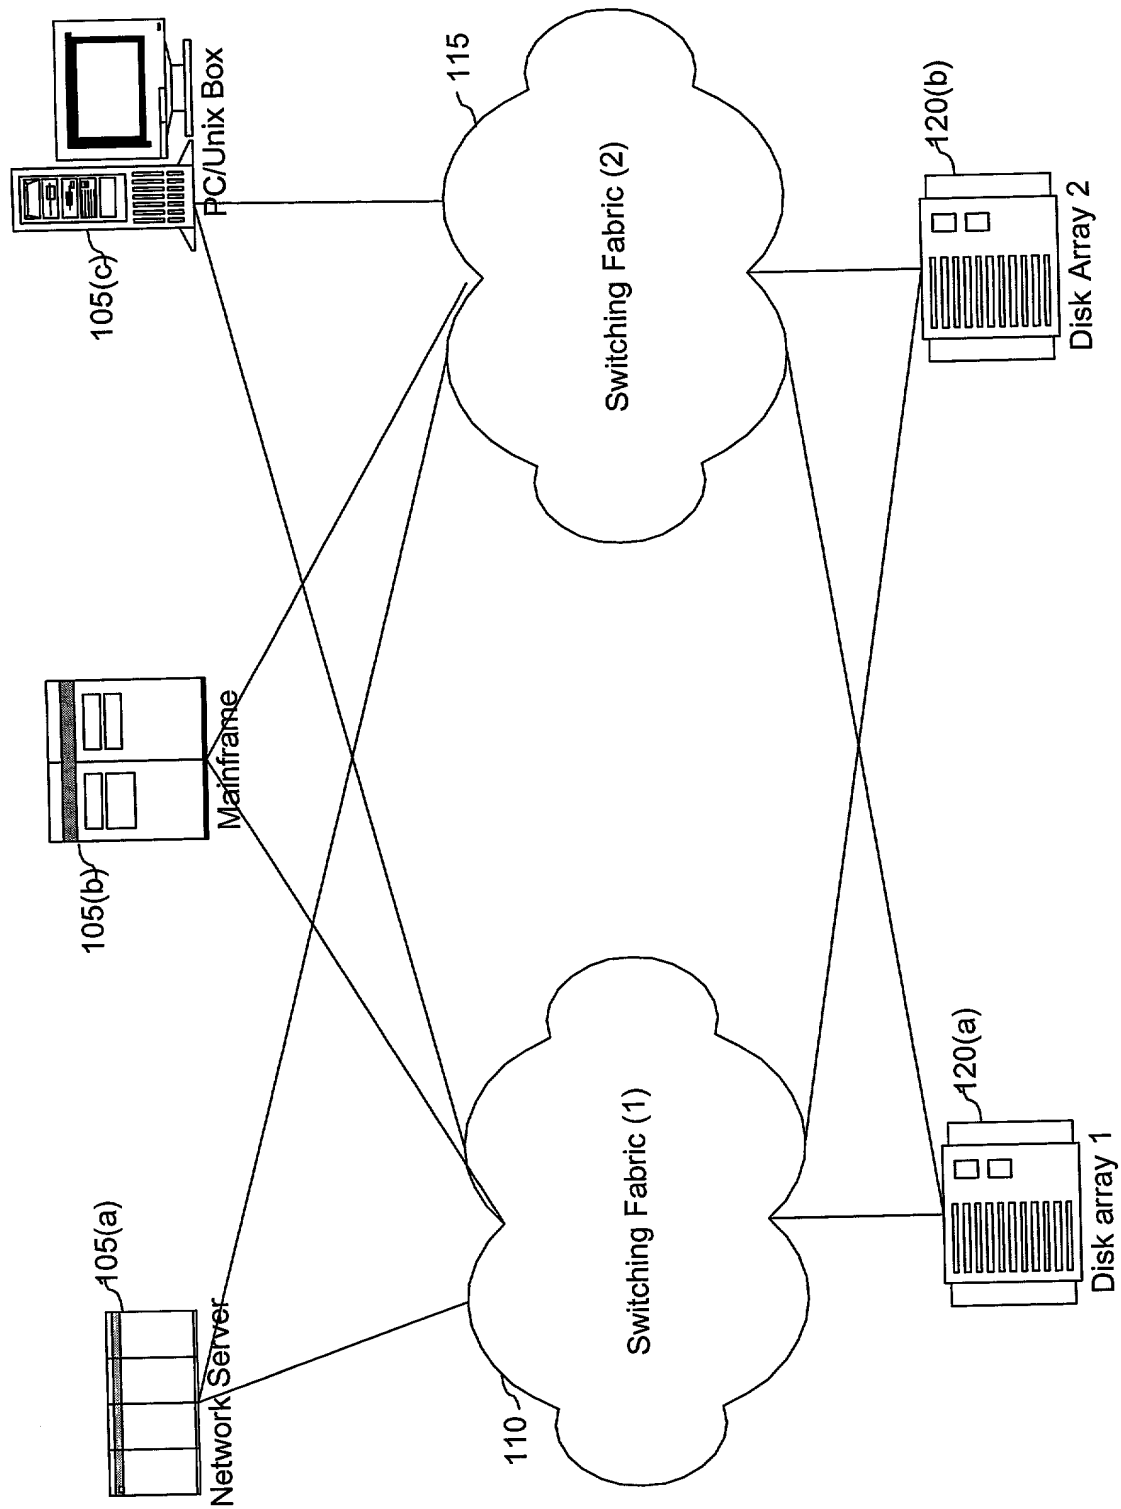 105(a)
Network Server
105(b)
Mainframe
105(c)
PC/Unix Box
110
Switching Fabric (1)
115
Switching Fabric (2)
120(a)
Disk array 1
120(b)
Disk Array 2